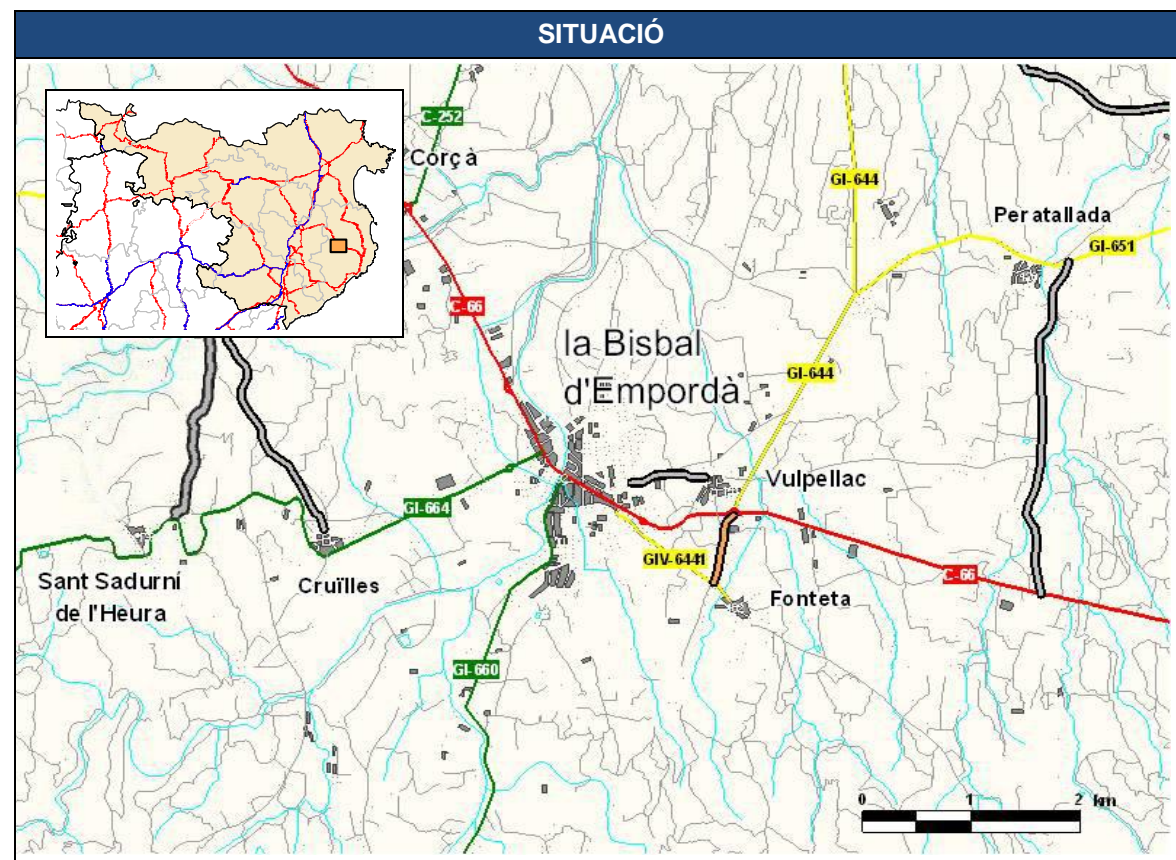 SITUACIÓ
C-252
Corçà
GI-644
Peratallada
GI-651
C-66
la Bisbal
d'Empordà
GI-644
Vulpellac
GI-664
GIV-6441
C-66
Sant Sadurní
de l'Heura
Cruïlles
Fonteta
GI-660
0 1 2 km